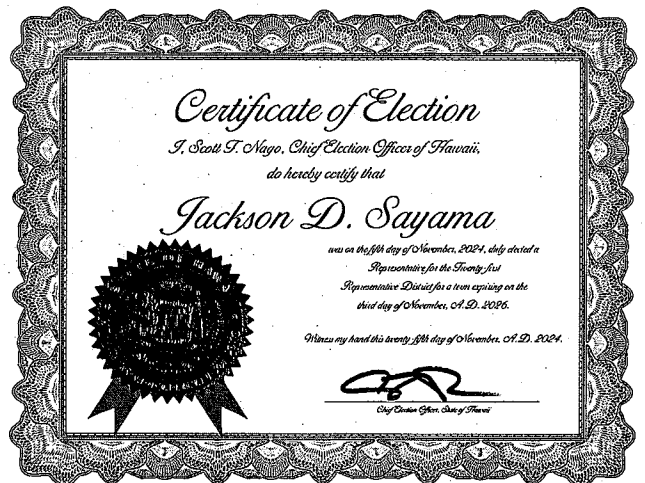 Certificate of Election
I, Scott T. Nago, Chief Election Officer of Hawaii,
do hereby certify that
Jackson D. Sayama
was on the fifth day of November, 2024, duly elected a
Representative for the Twenty-first
Representative District for a term expiring on the
third day of November, A.D. 2026.
Witness my hand this twenty-fifth day of November, A.D. 2024.
Chief Election Officer, State of Hawaii